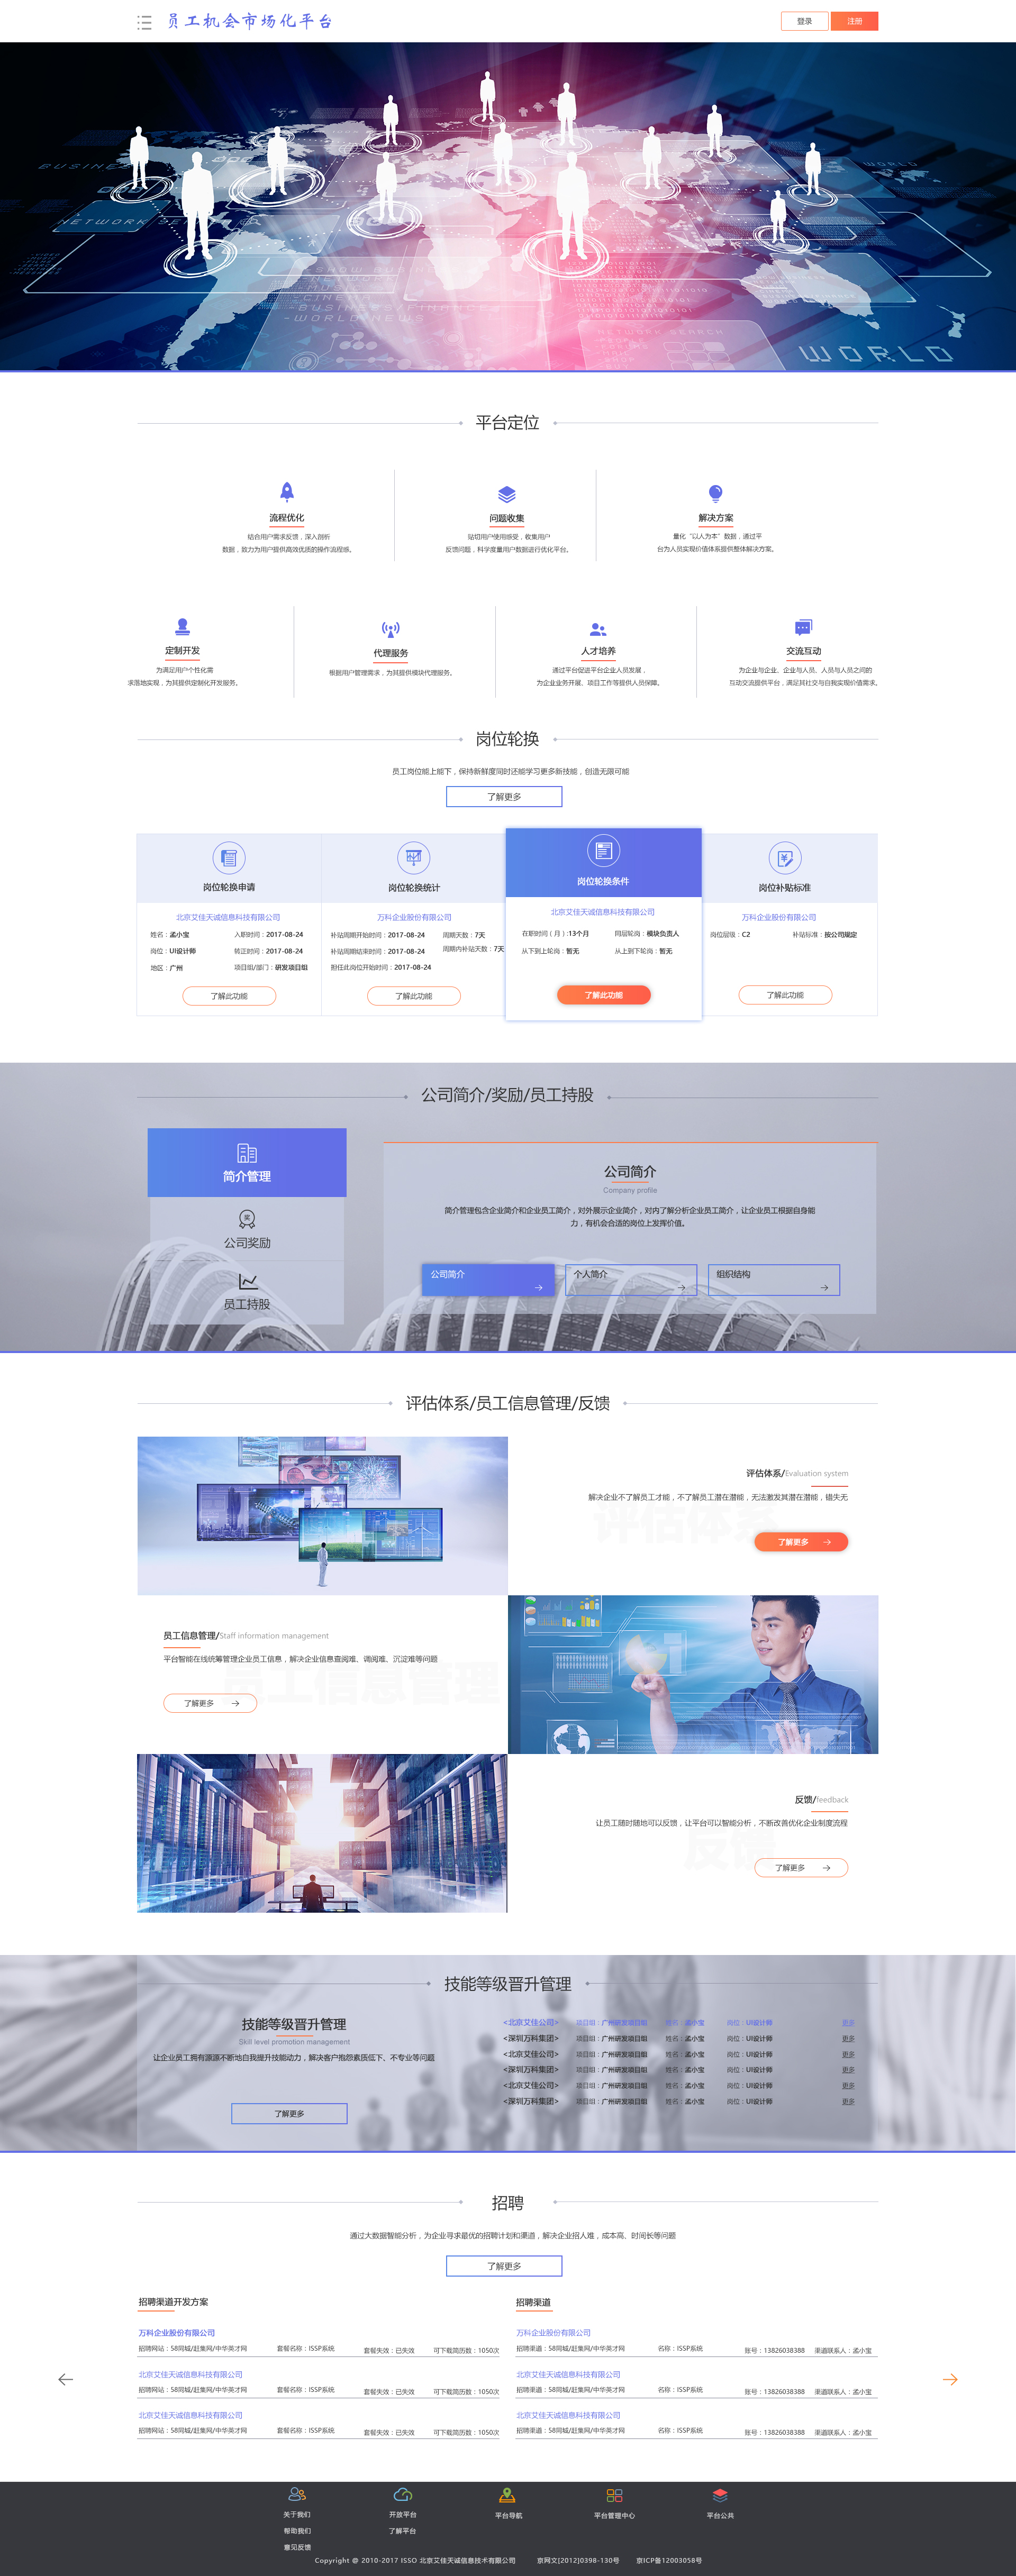 员工机会市场化平台
登录
注册
BUSINESS
NETWORK SERV
BUSINESS/FINANCES
-WORLDNEWS
NETWORK SEARCH
WORLD
平台定位
流程优化
结合用户需求反馈，深入剖析
数据，致力为用户提供高效优质的操作流程感。
问题收集
贴切用户使用感受，收集用户
反馈问题，科学度量用户数据进行优化平台。
解决方案
量化“以人为本”数据，通过平
台为人员实现价值体系提供整体解决方案。
定制开发
为满足用户个性化需
求落地实现，为其提供定制化开发服务。
代理服务
根据用户管理需求，为其提供模块代理服务。
人才培养
通过平台促进平台企业人员发展，
为企业业务开展、项目工作等提供人员保障。
交流互动
为企业与企业、企业与人员、人员与人员之间的
互动交流提供平台，满足其社交与自我实现价值需求。
岗位轮换
员工岗位能上能下，保持新鲜度同时还能学习更多新技能，创造无限可能
了解更多
岗位轮换申请
北京艾佳天诚信息科技有限公司
姓名：孟小宝 入职时间：2017-08-24
岗位：UI设计师 转正时间：2017-08-24
地区：广州 项目组/部门：研发项目组
了解此功能
岗位轮换统计
万科企业股份有限公司
补贴周期开始时间：2017-08-24 周期天数：7天
补贴周期结束时间：2017-08-24 周期内补贴天数：7天
担任此岗位开始时间：2017-08-24
了解此功能
岗位轮换条件
北京艾佳天诚信息科技有限公司
在职时间（月）:13个月 同层轮岗：模块负责人
从下到上轮岗：暂无 从上到下轮岗：暂无
了解此功能
岗位补贴标准
万科企业股份有限公司
岗位层级：C2 补贴标准：按公司规定
了解此功能
公司简介/奖励/员工持股
简介管理
奖
公司奖励
员工持股
公司简介
Company profile
简介管理包含企业简介和企业员工简介，对外展示企业简介，对内了解分析企业员工简介，让企业员工根据自身能
力，有机会合适的岗位上发挥价值。
公司简介
个人简介
组织结构
评估体系/员工信息管理/反馈
评估体系/Evaluation system
解决企业不了解员工才能，不了解员工潜在潜能，无法激发其潜在潜能，错失无
评估体系
了解更多
员工信息管理/Staff information management
平台智能在线统筹管理企业员工信息，解决企业信息查阅难、调阅难、沉淀难等问题
员工信息管理
了解更多
反馈/feedback
让员工随时随地可以反馈，让平台可以智能分析，不断改善优化企业制度流程
反馈
了解更多
技能等级晋升管理
技能等级晋升管理
Skill level promotion management
让企业员工拥有源源不断地自我提升技能动力，解决客户抱怨素质低下、不专业等问题
了解更多
<北京艾佳公司> 项目组：广州研发项目组 姓名：孟小宝 岗位：UI设计师 更多
<深圳万科集团> 项目组：广州研发项目组 姓名：孟小宝 岗位：UI设计师 更多
<北京艾佳公司> 项目组：广州研发项目组 姓名：孟小宝 岗位：UI设计师 更多
<深圳万科集团> 项目组：广州研发项目组 姓名：孟小宝 岗位：UI设计师 更多
<北京艾佳公司> 项目组：广州研发项目组 姓名：孟小宝 岗位：UI设计师 更多
<深圳万科集团> 项目组：广州研发项目组 姓名：孟小宝 岗位：UI设计师 更多
招聘
通过大数据智能分析，为企业寻求最优的招聘计划和渠道，解决企业招人难，成本高、时间长等问题
了解更多
招聘渠道开发方案
万科企业股份有限公司
招聘网站：58同城/赶集网/中华英才网 套餐名称：ISSP系统 套餐失效：已失效 可下载简历数：1050次
北京艾佳天诚信息科技有限公司
招聘网站：58同城/赶集网/中华英才网 套餐名称：ISSP系统 套餐失效：已失效 可下载简历数：1050次
北京艾佳天诚信息科技有限公司
招聘网站：58同城/赶集网/中华英才网 套餐名称：ISSP系统 套餐失效：已失效 可下载简历数：1050次
招聘渠道
万科企业股份有限公司
招聘渠道：58同城/赶集网/中华英才网 名称：ISSP系统 账号：13826038388 渠道联系人：孟小宝
北京艾佳天诚信息科技有限公司
招聘渠道：58同城/赶集网/中华英才网 名称：ISSP系统 账号：13826038388 渠道联系人：孟小宝
北京艾佳天诚信息科技有限公司
招聘渠道：58同城/赶集网/中华英才网 名称：ISSP系统 账号：13826038388 渠道联系人：孟小宝
关于我们
帮助我们
意见反馈
开放平台
了解平台
平台导航
平台管理中心
平台公共
Copyright @ 2010-2017 ISSO 北京艾佳天诚信息技术有限公司 京网文[2012]0398-130号 京ICP备12003058号